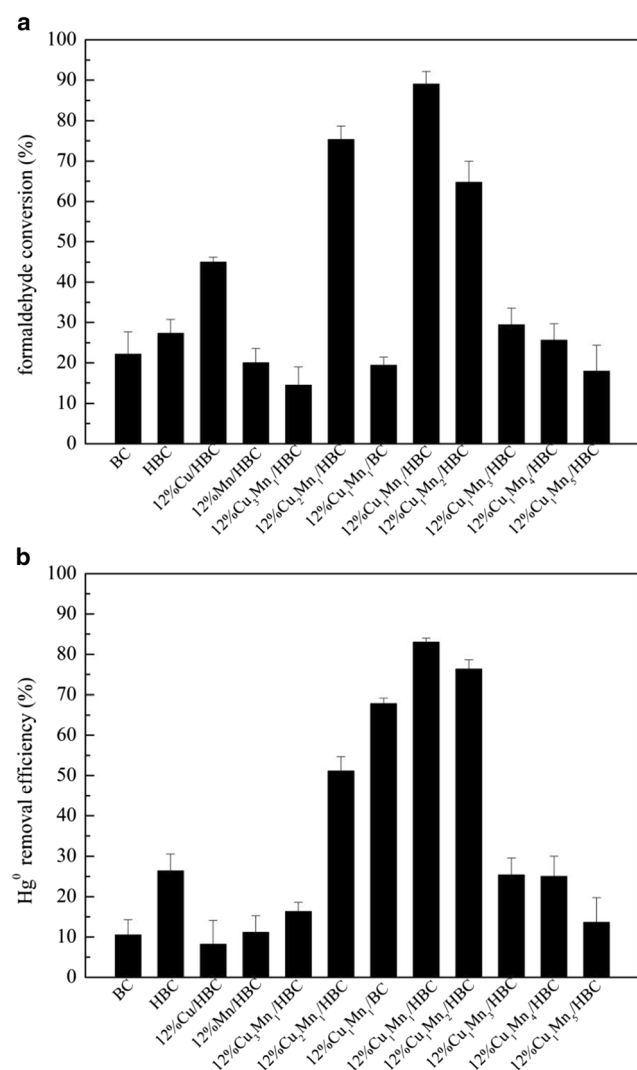 a
100
90
80
70
60
50
40
30
20
10
0
formaldehyde conversion (%)
BC
HBC
12%Cu/HBC
12%Mn/HBC
12%Cu₃Mn₁/HBC
12%Cu₂Mn₁/HBC
12%Cu₁Mn₁/BC
12%Cu₁Mn₁/HBC
12%Cu₁Mn₂/HBC
12%Cu₁Mn₃/HBC
12%Cu₁Mn₄/HBC
12%Cu₁Mn₅/HBC
b
100
90
80
70
60
50
40
30
20
10
0
Hg⁰ removal efficiency (%)
BC
HBC
12%Cu/HBC
12%Mn/HBC
12%Cu₃Mn₁/HBC
12%Cu₂Mn₁/HBC
12%Cu₁Mn₁/BC
12%Cu₁Mn₁/HBC
12%Cu₁Mn₂/HBC
12%Cu₁Mn₃/HBC
12%Cu₁Mn₄/HBC
12%Cu₁Mn₅/HBC